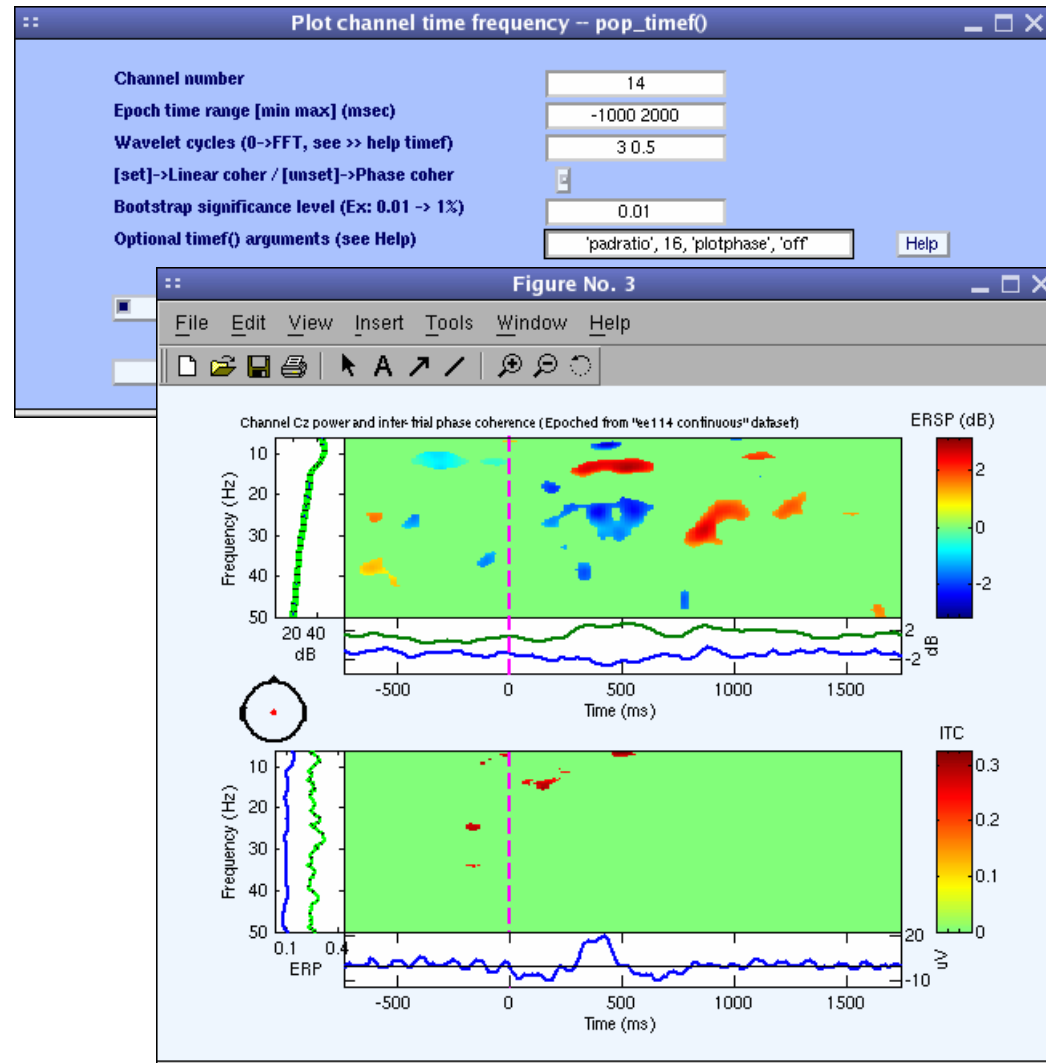 Plot channel time frequency -- pop_timef()
Channel number
14
Epoch time range [min max] (msec)
-1000 2000
Wavelet cycles (0->FFT, see >> help timef)
3 0.5
[set]->Linear coher / [unset]->Phase coher
Bootstrap significance level (Ex: 0.01 -> 1%)
0.01
Optional timef() arguments (see Help)
'padratio', 16, 'plotphase', 'off'
Help
Figure No. 3
File Edit View Insert Tools Window Help
Channel Cz power and inter-trial phase coherence (Epoched from "ee114 continuous" dataset)
ERSP (dB)
Frequency (Hz)
10
20
30
40
50
20 40
dB
2
0
-2
2
-2
dB
-500 0 500 1000 1500
Time (ms)
ITC
Frequency (Hz)
10
20
30
40
50
0.1 0.4
ERP
0.3
0.2
0.1
0
20
-10
uV
-500 0 500 1000 1500
Time (ms)